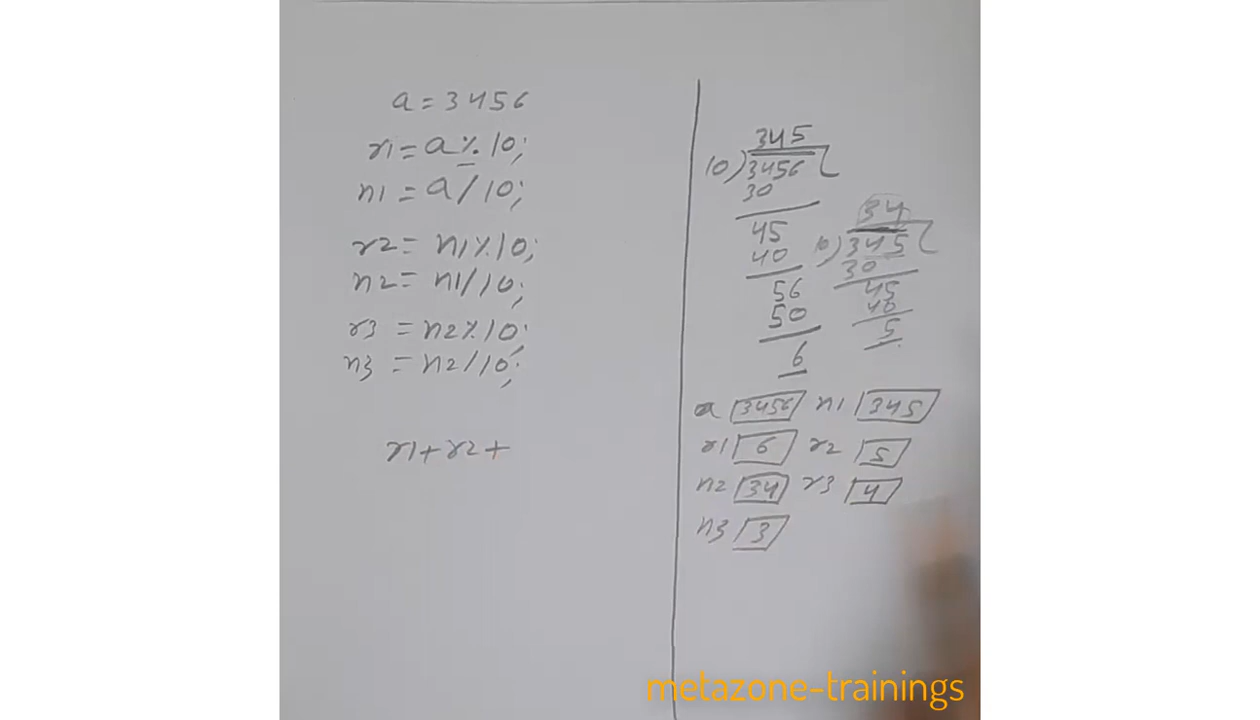 a = 3456
r1 = a % 10;
n1 = a / 10;
r2 = n1 % 10;
n2 = n1 / 10;
r3 = n2 % 10;
n3 = n2 / 10;
r1 + r2 +
345
10) 3456 (
30
45
40
56
50
6
34
10) 345 (
30
45
40
5
a 3456 n1 345
r1 6 r2 5
n2 34 r3 4
n3 3
metazone-trainings